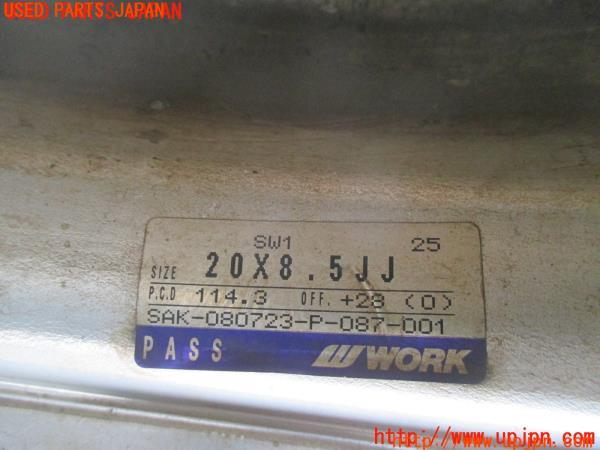 USED PARTS JAPAN
SW1 25
SIZE 20X8.5JJ
P.C.D 114.3 OFF. +28 (0)
SAK-080723-P-087-001
PASS WORK
http://www.upjpn.com/